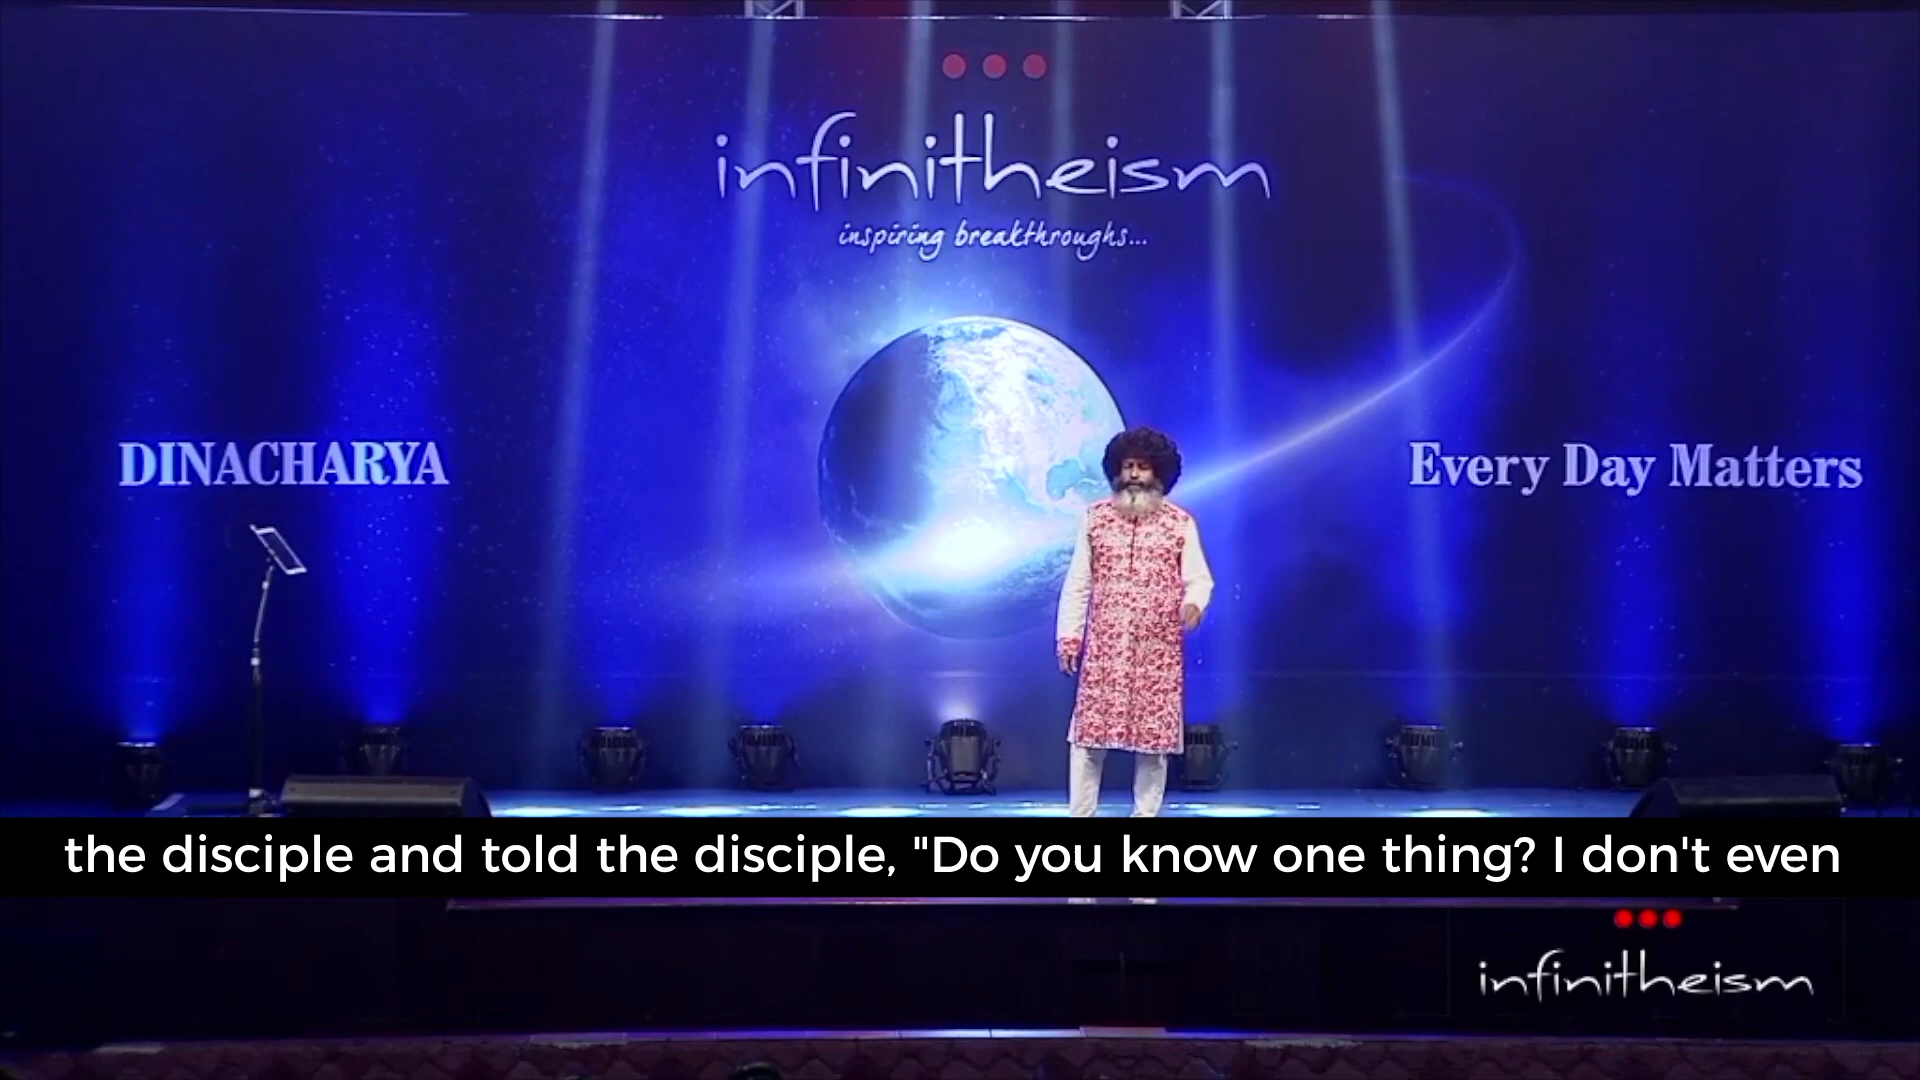 infinitheism
inspiring breakthroughs...
DINACHARYA
Every Day Matters
the disciple and told the disciple, "Do you know one thing? I don't even
infinitheism